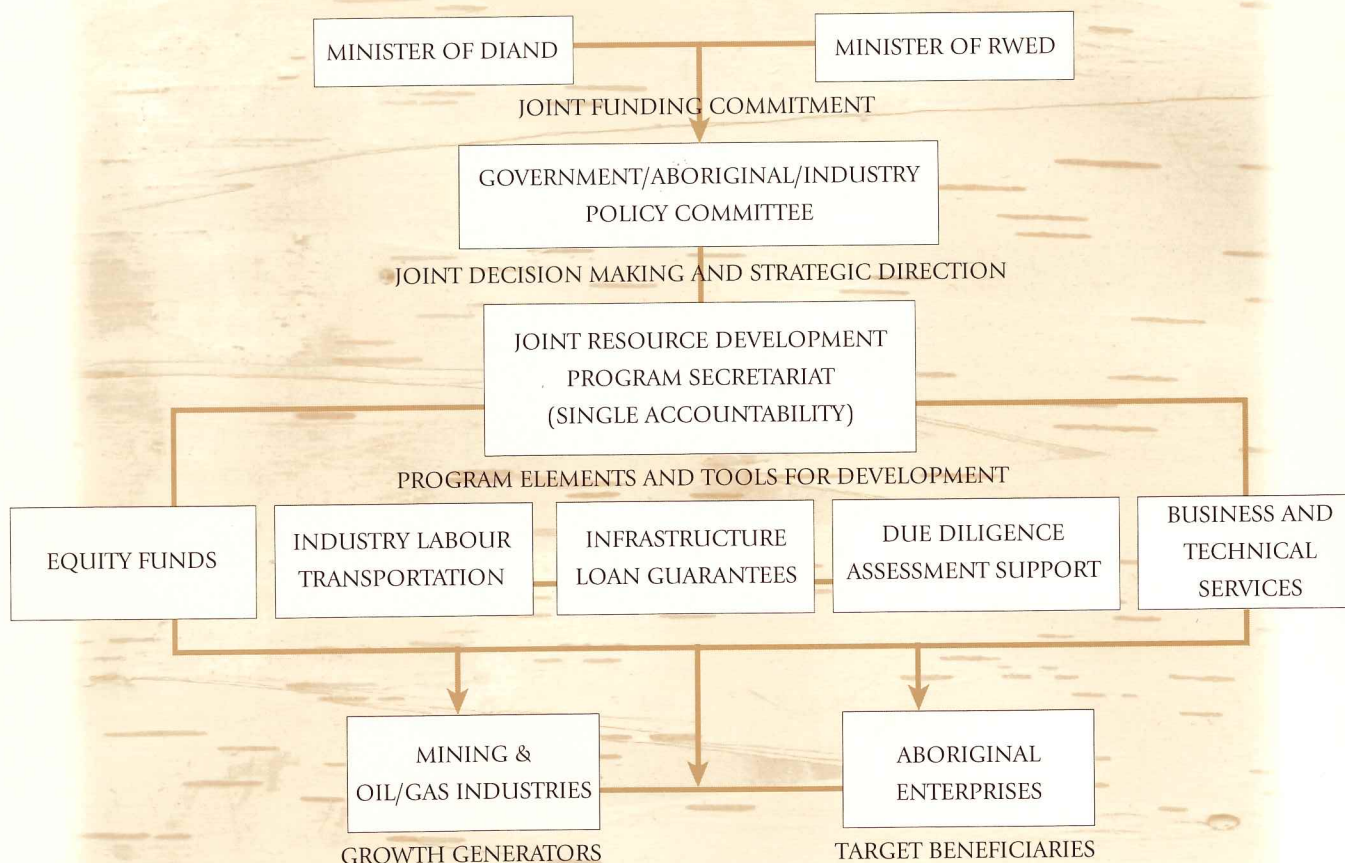 MINISTER OF DIAND
MINISTER OF RWED
JOINT FUNDING COMMITMENT
GOVERNMENT/ABORIGINAL/INDUSTRY
POLICY COMMITTEE
JOINT DECISION MAKING AND STRATEGIC DIRECTION
JOINT RESOURCE DEVELOPMENT
PROGRAM SECRETARIAT
(SINGLE ACCOUNTABILITY)
PROGRAM ELEMENTS AND TOOLS FOR DEVELOPMENT
EQUITY FUNDS
INDUSTRY LABOUR
TRANSPORTATION
INFRASTRUCTURE
LOAN GUARANTEES
DUE DILIGENCE
ASSESSMENT SUPPORT
BUSINESS AND
TECHNICAL
SERVICES
MINING &
OIL/GAS INDUSTRIES
ABORIGINAL
ENTERPRISES
GROWTH GENERATORS
TARGET BENEFICIARIES